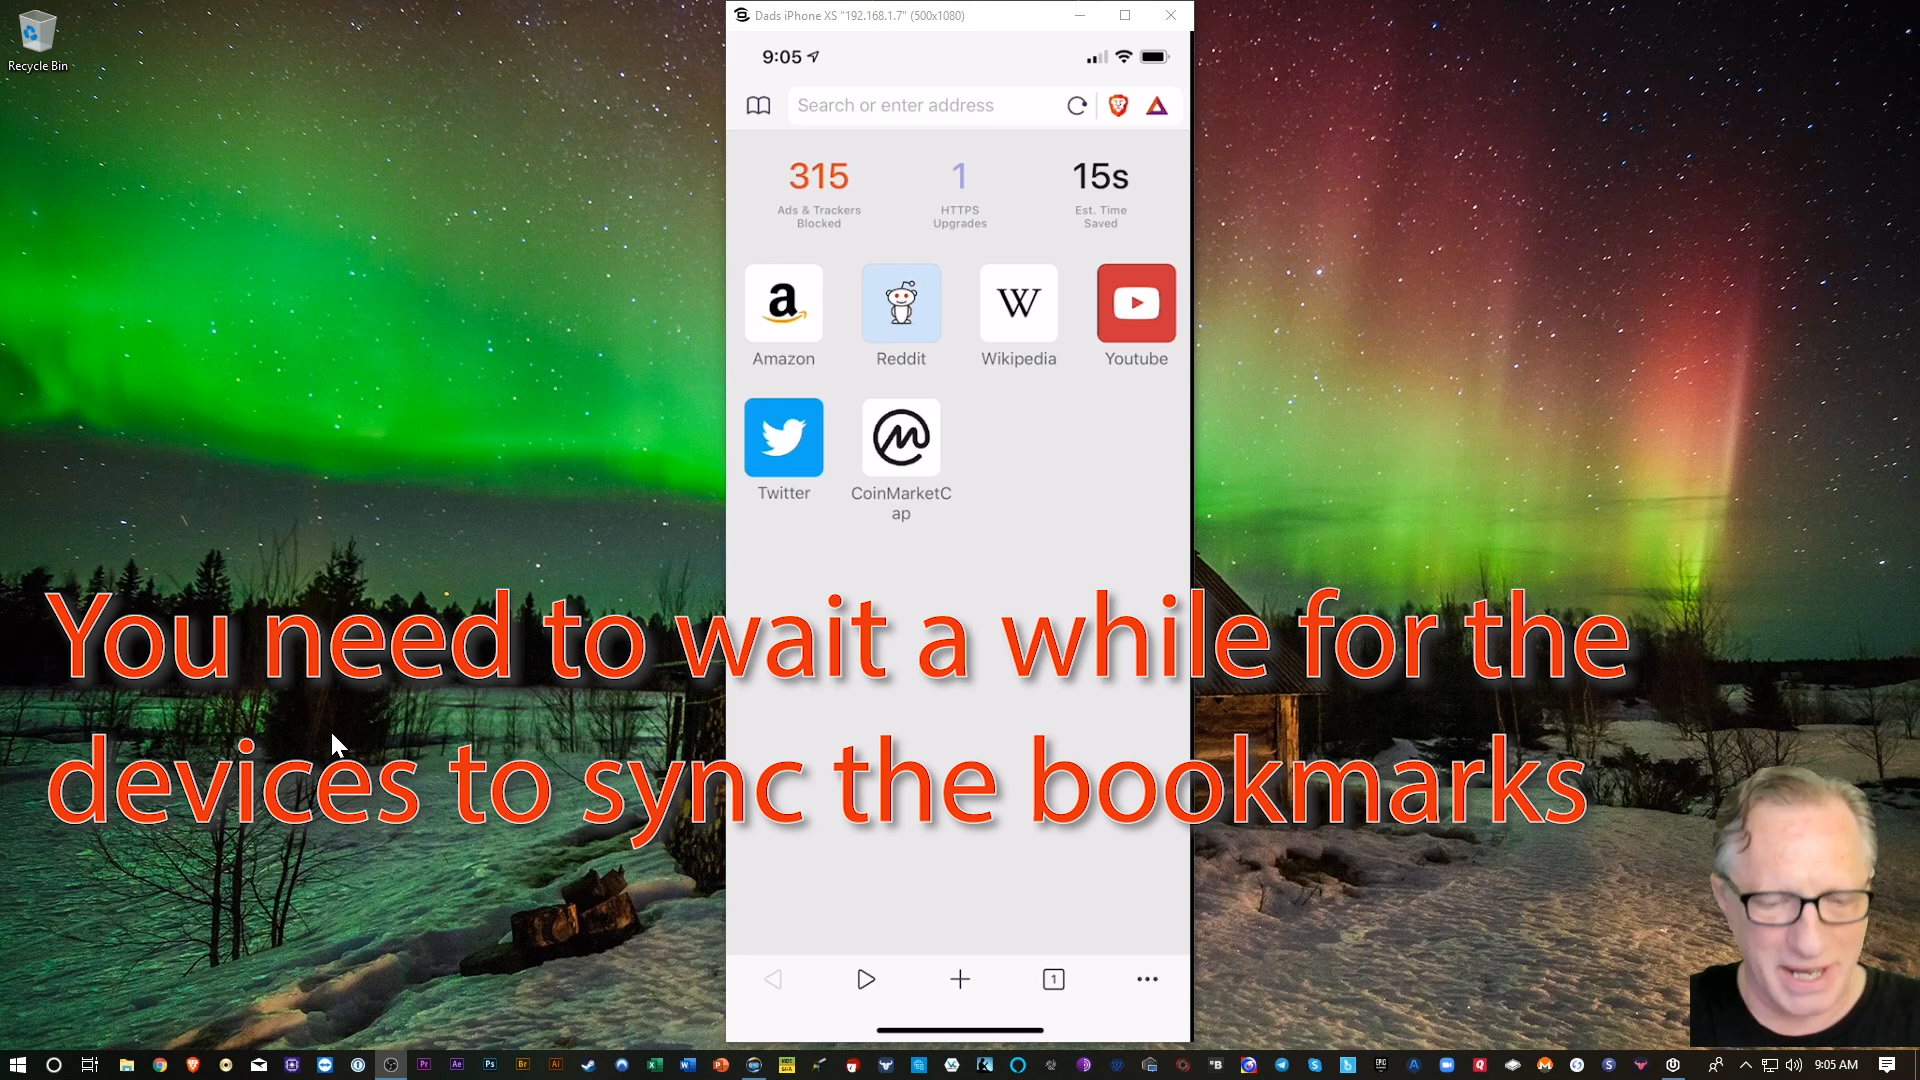 Recycle Bin
Dads iPhone XS "192.168.1.7" (500x1080)
9:05
Search or enter address
315
Ads & Trackers
Blocked
1
HTTPS
Upgrades
15s
Est. Time
Saved
Amazon
Reddit
Wikipedia
Youtube
Twitter
CoinMarketC
ap
You need to wait a while for the
devices to sync the bookmarks
1
9:05 AM